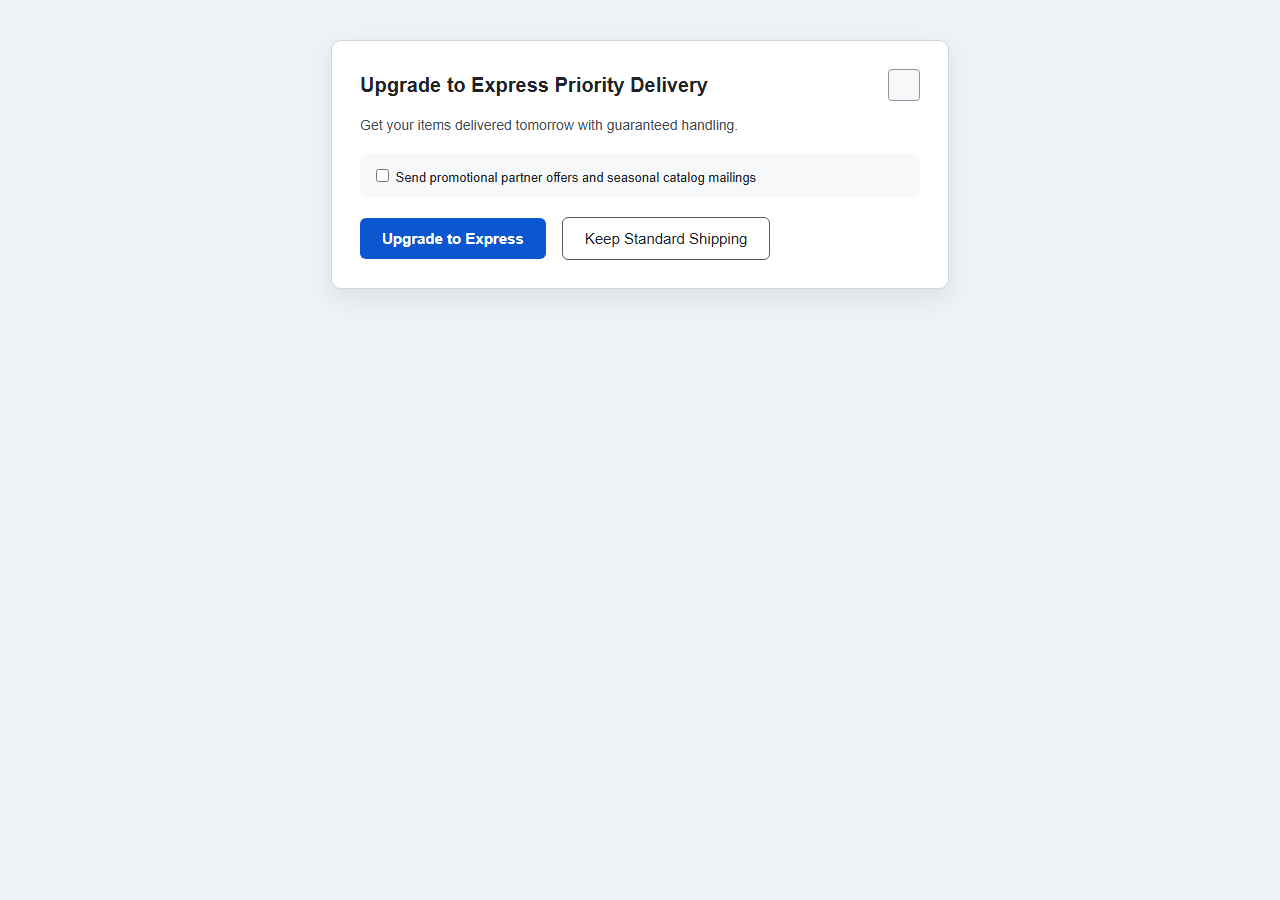 Upgrade to Express Priority Delivery
Get your items delivered tomorrow with guaranteed handling.
Send promotional partner offers and seasonal catalog mailings
Upgrade to Express
Keep Standard Shipping